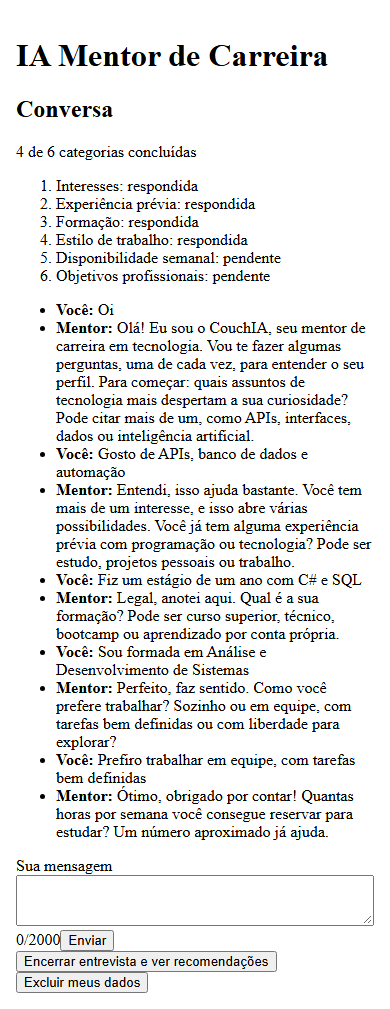 IA Mentor de Carreira
Conversa
4 de 6 categorias concluídas
1. Interesses: respondida
2. Experiência prévia: respondida
3. Formação: respondida
4. Estilo de trabalho: respondida
5. Disponibilidade semanal: pendente
6. Objetivos profissionais: pendente
• Você: Oi
• Mentor: Olá! Eu sou o CouchIA, seu mentor de
carreira em tecnologia. Vou te fazer algumas
perguntas, uma de cada vez, para entender o seu
perfil. Para começar: quais assuntos de
tecnologia mais despertam a sua curiosidade?
Pode citar mais de um, como APIs, interfaces,
dados ou inteligência artificial.
• Você: Gosto de APIs, banco de dados e
automação
• Mentor: Entendi, isso ajuda bastante. Você tem
mais de um interesse, e isso abre várias
possibilidades. Você já tem alguma experiência
prévia com programação ou tecnologia? Pode ser
estudo, projetos pessoais ou trabalho.
• Você: Fiz um estágio de um ano com C# e SQL
• Mentor: Legal, anotei aqui. Qual é a sua
formação? Pode ser curso superior, técnico,
bootcamp ou aprendizado por conta própria.
• Você: Sou formada em Análise e
Desenvolvimento de Sistemas
• Mentor: Perfeito, faz sentido. Como você
prefere trabalhar? Sozinho ou em equipe, com
tarefas bem definidas ou com liberdade para
explorar?
• Você: Prefiro trabalhar em equipe, com tarefas
bem definidas
• Mentor: Ótimo, obrigado por contar! Quantas
horas por semana você consegue reservar para
estudar? Um número aproximado já ajuda.
Sua mensagem
0/2000 Enviar
Encerrar entrevista e ver recomendações
Excluir meus dados